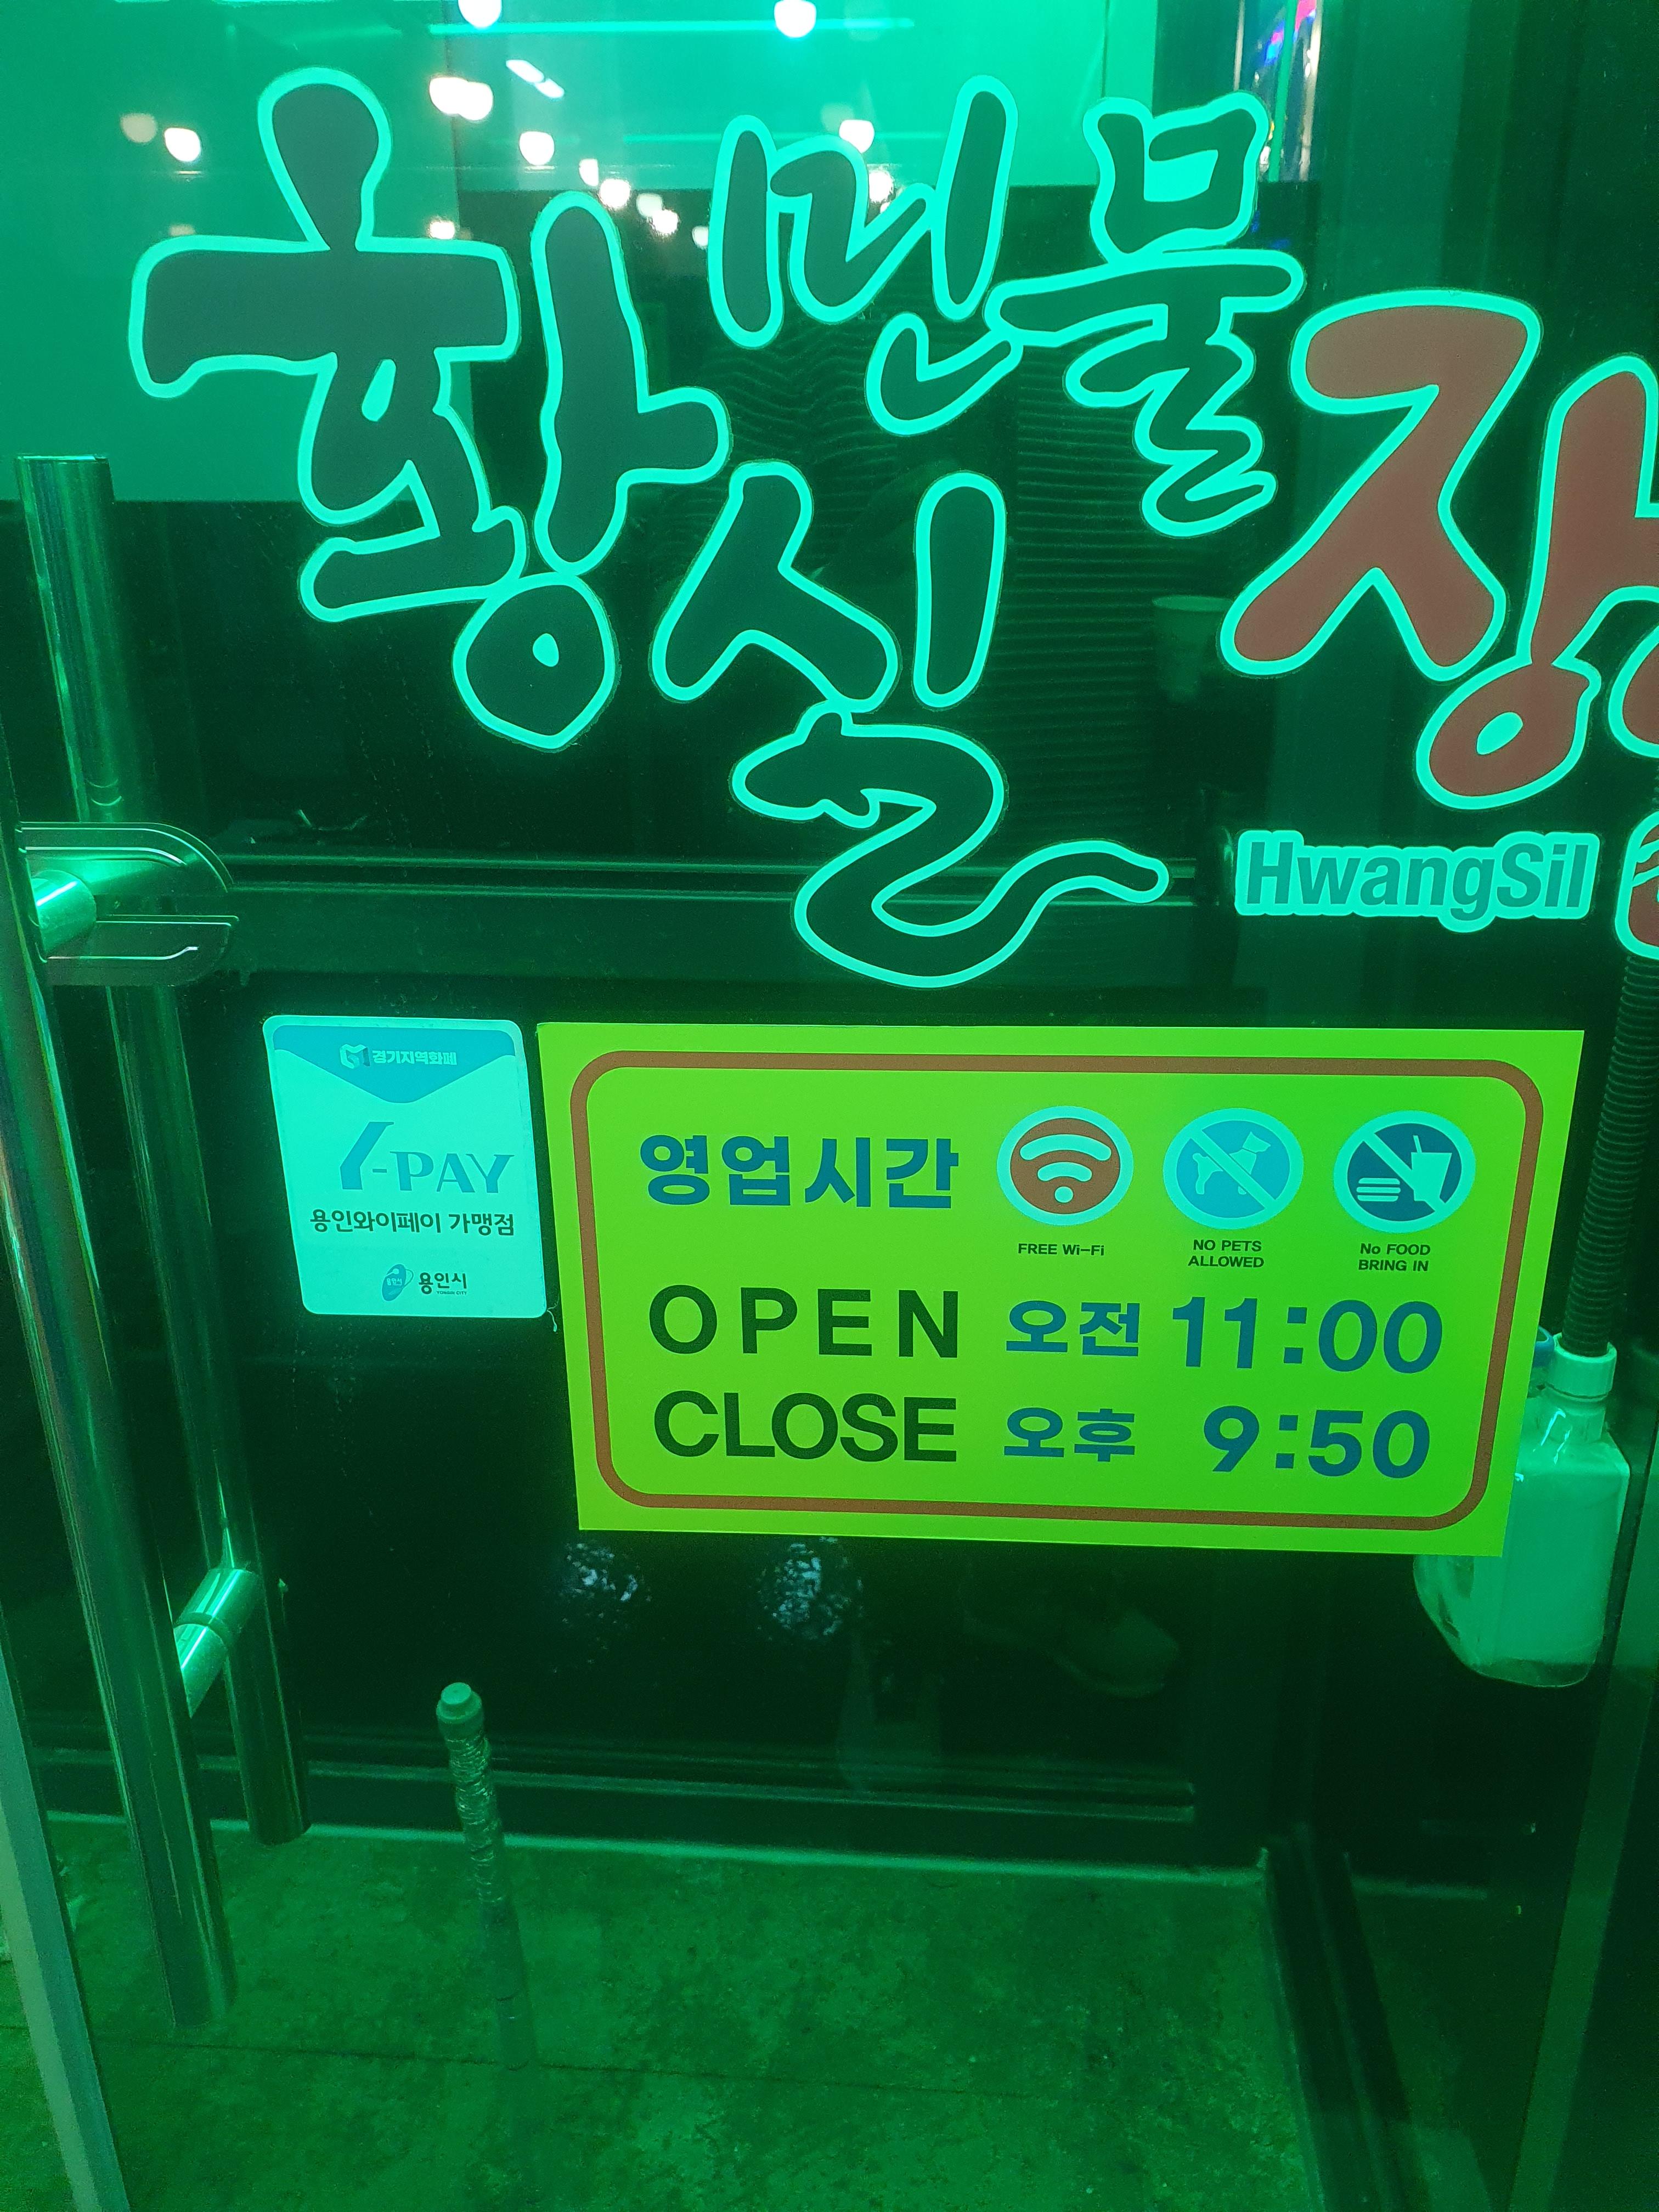 황실
민물장
HwangSil
경기지역화폐
Y-PAY
용인와이페이 가맹점
용인시
YONGIN CITY
영업시간
FREE Wi-Fi
NO PETS
ALLOWED
No FOOD
BRING IN
OPEN 오전 11:00
CLOSE 오후 9:50